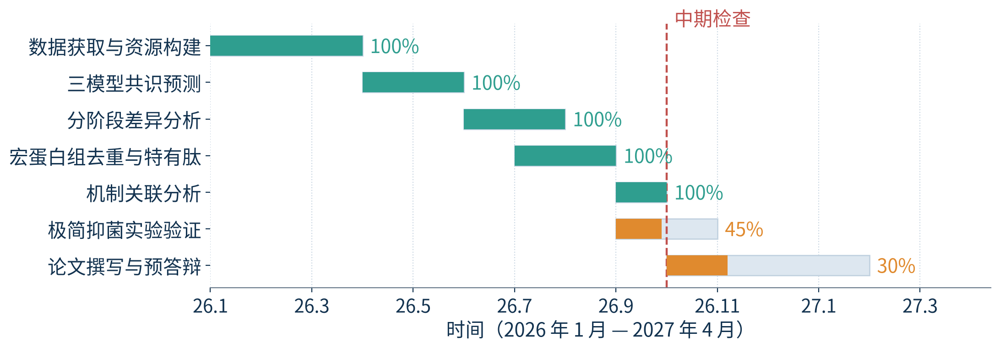 中期检查
数据获取与资源构建 100%
三模型共识预测 100%
分阶段差异分析 100%
宏蛋白组去重与特有肽 100%
机制关联分析 100%
极简抑菌实验验证 45%
论文撰写与预答辩 30%
26.1 26.3 26.5 26.7 26.9 26.11 27.1 27.3
时间（2026 年 1 月 — 2027 年 4 月）